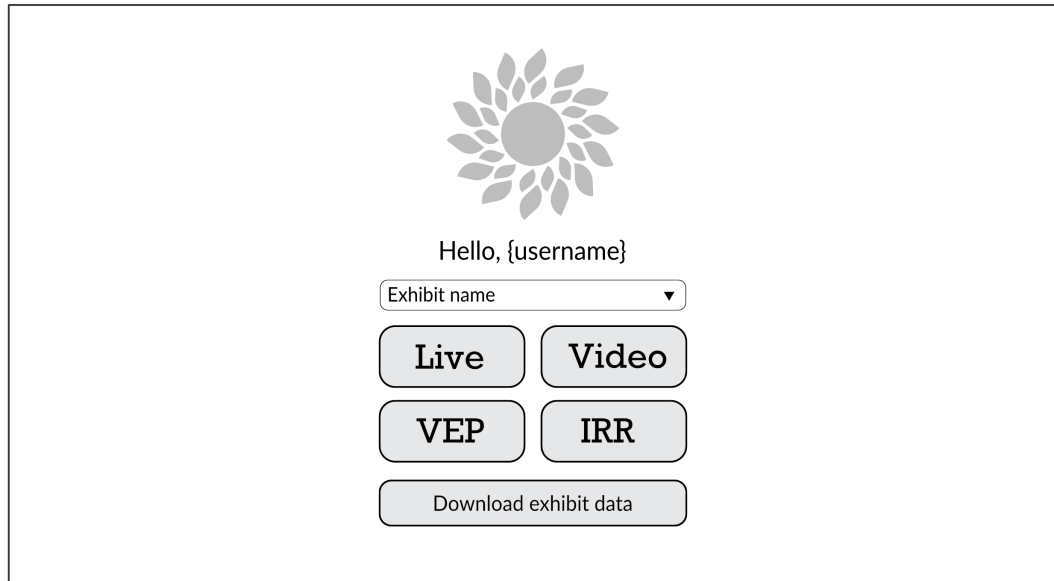 Hello, {username}
Exhibit name
Live
Video
VEP
IRR
Download exhibit data